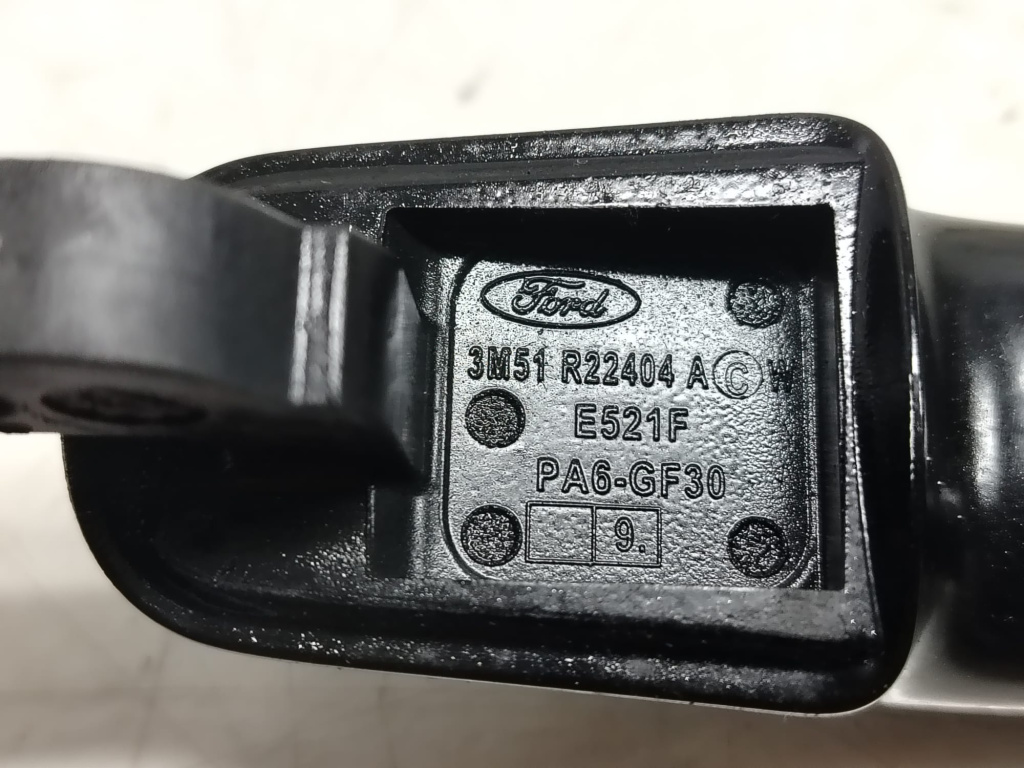 Ford
3M51 R22404 A C W
E521F
PA6-GF30
9.